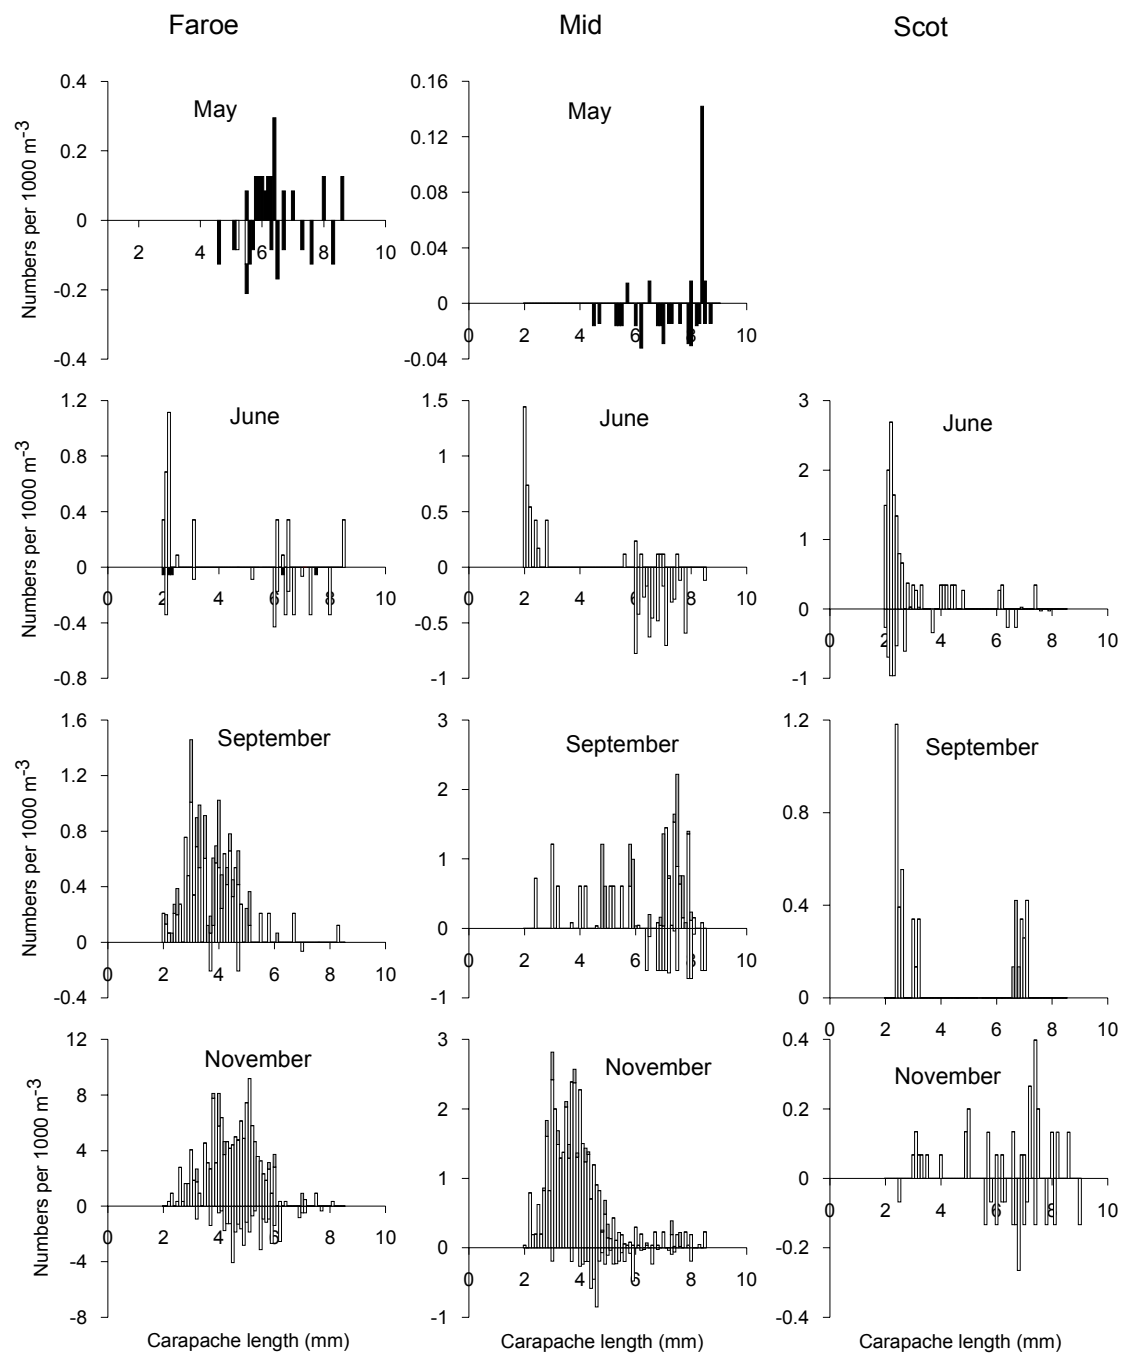 Faroe Mid Scot
Numbers per 1000 m-3
May
0.4
0.2
0
-0.2
-0.4
2 4 6 8 10
May
0.16
0.12
0.08
0.04
0
-0.04
0 2 4 6 8 10
Numbers per 1000 m-3
June
1.2
0.8
0.4
0
-0.4
-0.8
0 2 4 6 8 10
June
1.5
1
0.5
0
-0.5
-1
0 2 4 6 8 10
June
3
2
1
0
-1
0 2 4 6 8 10
Numbers per 1000 m-3
September
1.6
1.2
0.8
0.4
0
-0.4
0 2 4 6 8 10
September
3
2
1
0
-1
0 2 4 6 8 10
September
1.2
0.8
0.4
0
0 2 4 6 8 10
Numbers per 1000 m-3
November
12
8
4
0
-4
-8
0 2 4 6 8 10
Carapache length (mm)
November
3
2
1
0
-1
0 2 4 6 8 10
Carapache length (mm)
November
0.4
0.2
0
-0.2
-0.4
0 2 4 6 8 10
Carapache length (mm)